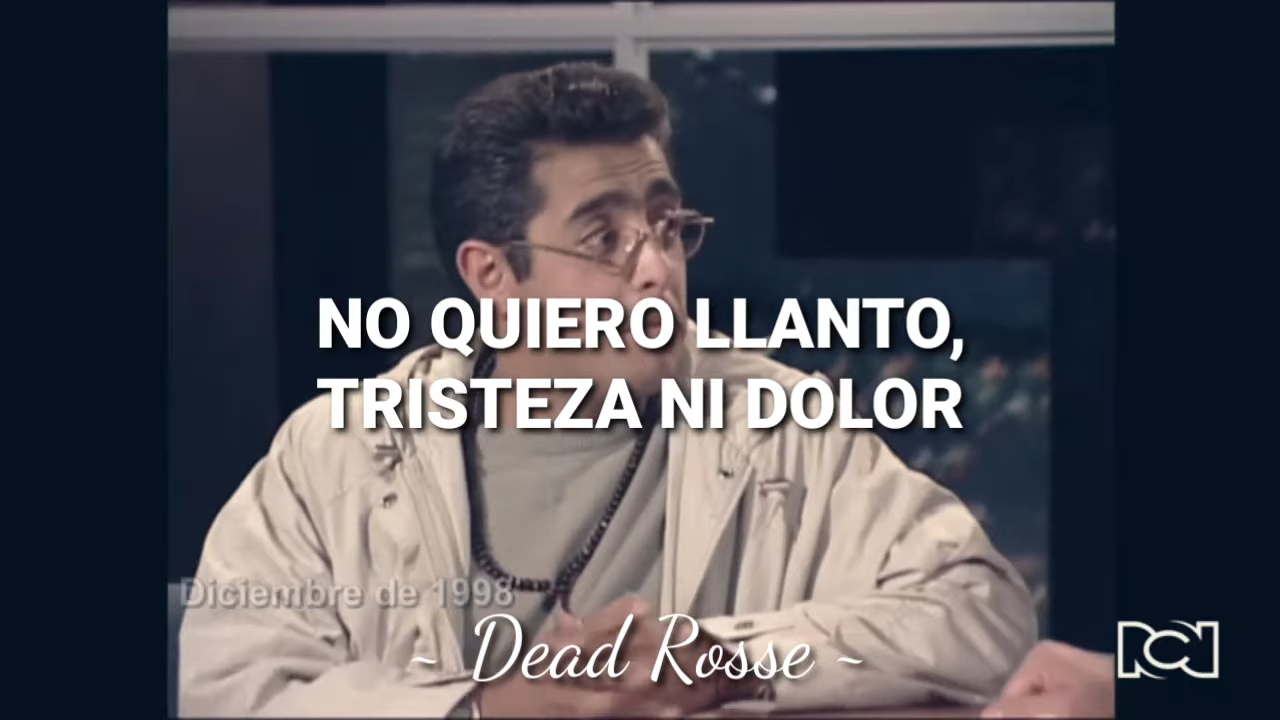 NO QUIERO LLANTO,
TRISTEZA NI DOLOR
Diciembre de 1998
~ Dead Rosse ~
RCN